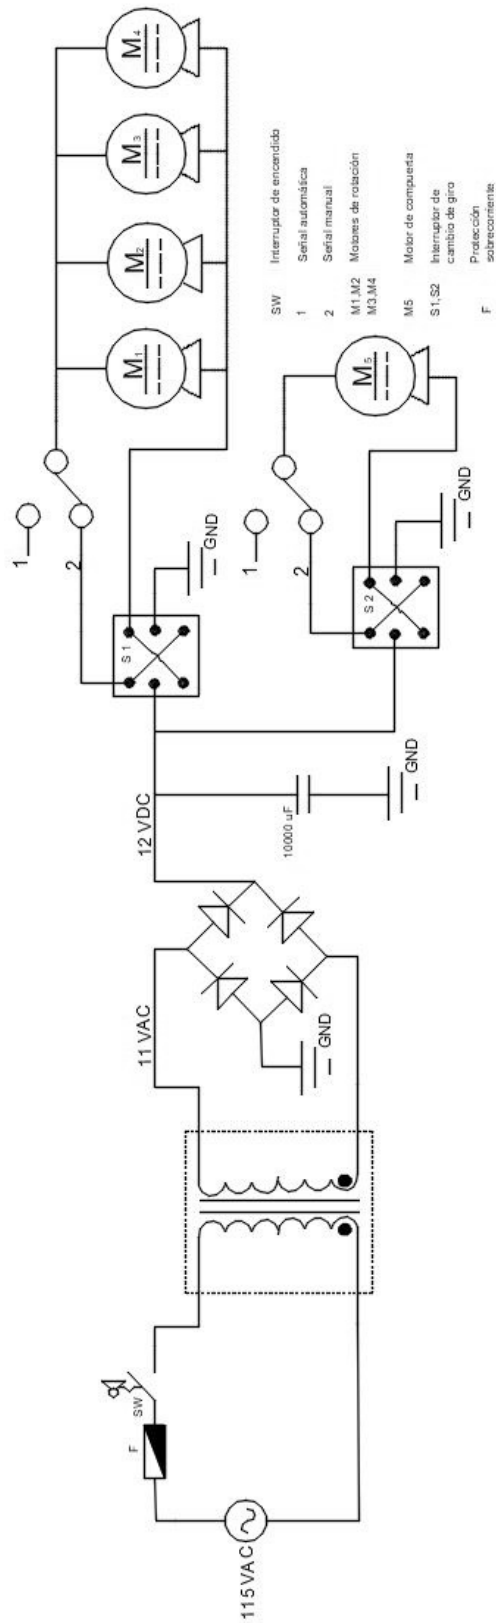 115 VAC
F
SW
11 VAC
GND
12 VDC
10000 uF
GND
S 1
GND
2
1
M1
M2
M3
M4
S 2
GND
2
1
M5
SW Interruptor de encendido
1 Señal automática
2 Señal manual
M1,M2 Motores de rotación
M3,M4
M5 Motor de compuerta
S1,S2 Interruptor de
cambio de giro
Protección
F sobrecorriente